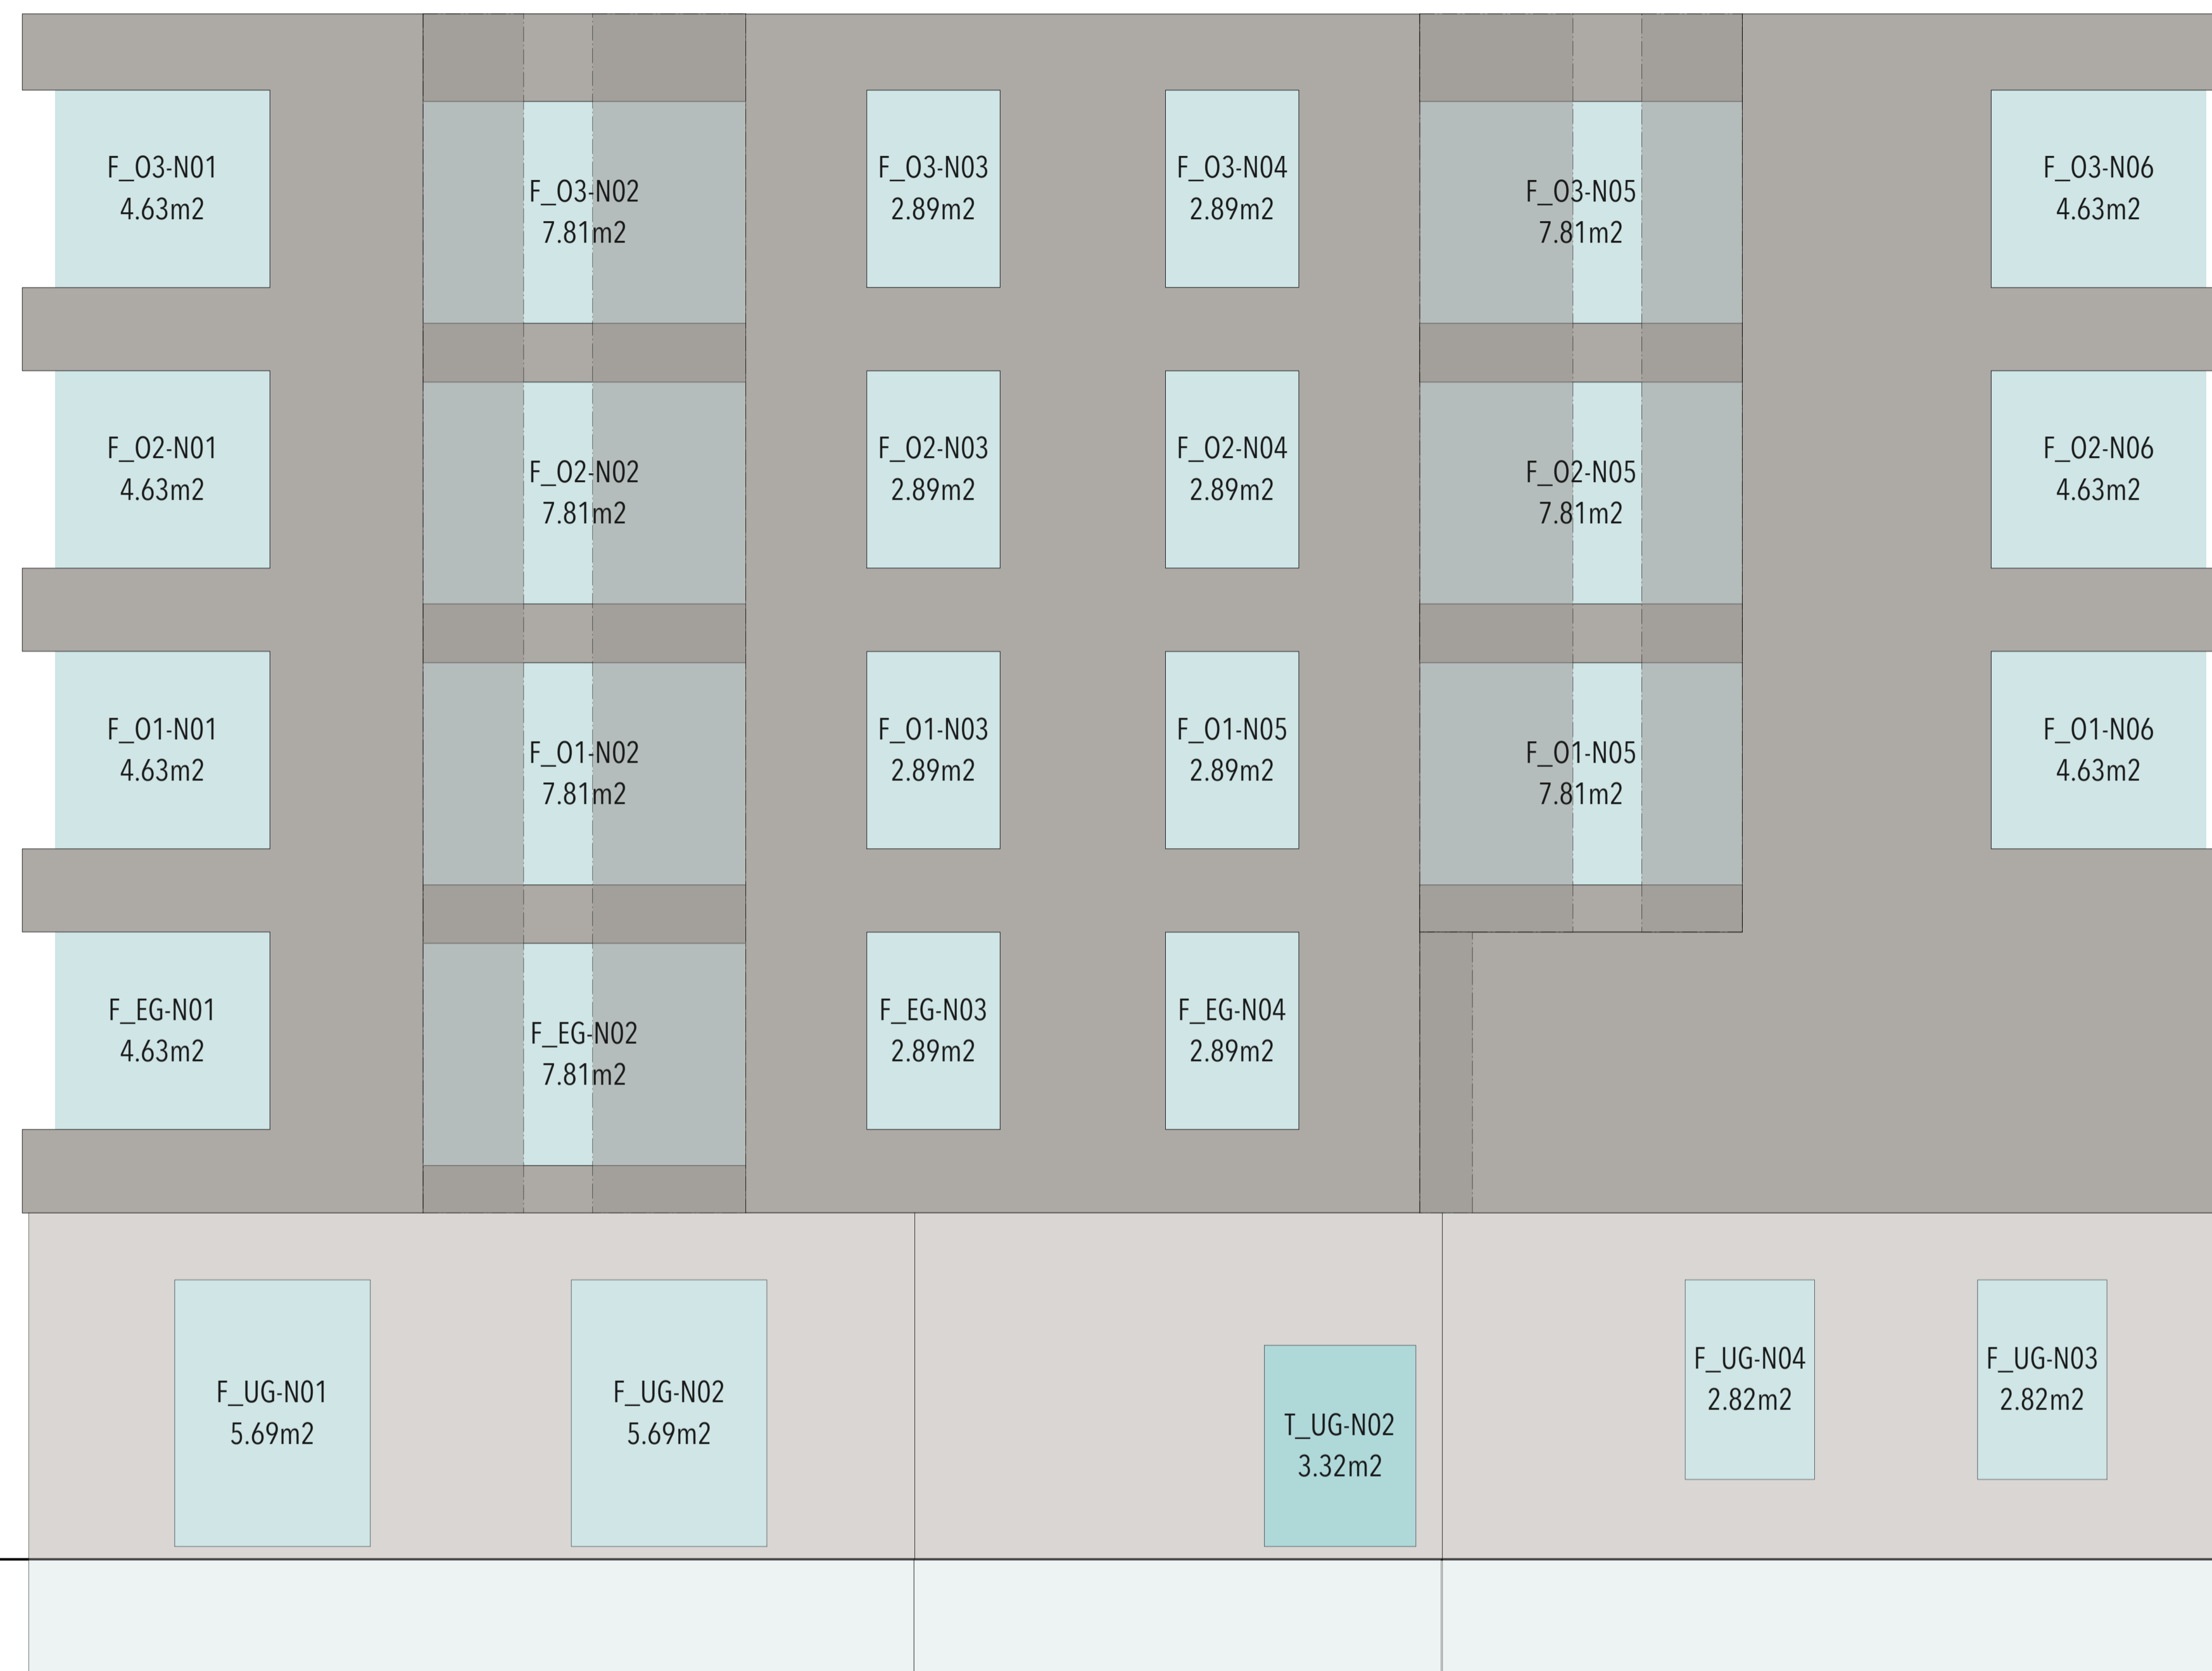 F_O3-N01
4.63m2
F_O3-N02
7.81m2
F_O3-N03
2.89m2
F_O3-N04
2.89m2
F_O3-N05
7.81m2
F_O3-N06
4.63m2
F_O2-N01
4.63m2
F_O2-N02
7.81m2
F_O2-N03
2.89m2
F_O2-N04
2.89m2
F_O2-N05
7.81m2
F_O2-N06
4.63m2
F_O1-N01
4.63m2
F_O1-N02
7.81m2
F_O1-N03
2.89m2
F_O1-N05
2.89m2
F_O1-N05
7.81m2
F_O1-N06
4.63m2
F_EG-N01
4.63m2
F_EG-N02
7.81m2
F_EG-N03
2.89m2
F_EG-N04
2.89m2
F_UG-N01
5.69m2
F_UG-N02
5.69m2
T_UG-N02
3.32m2
F_UG-N04
2.82m2
F_UG-N03
2.82m2